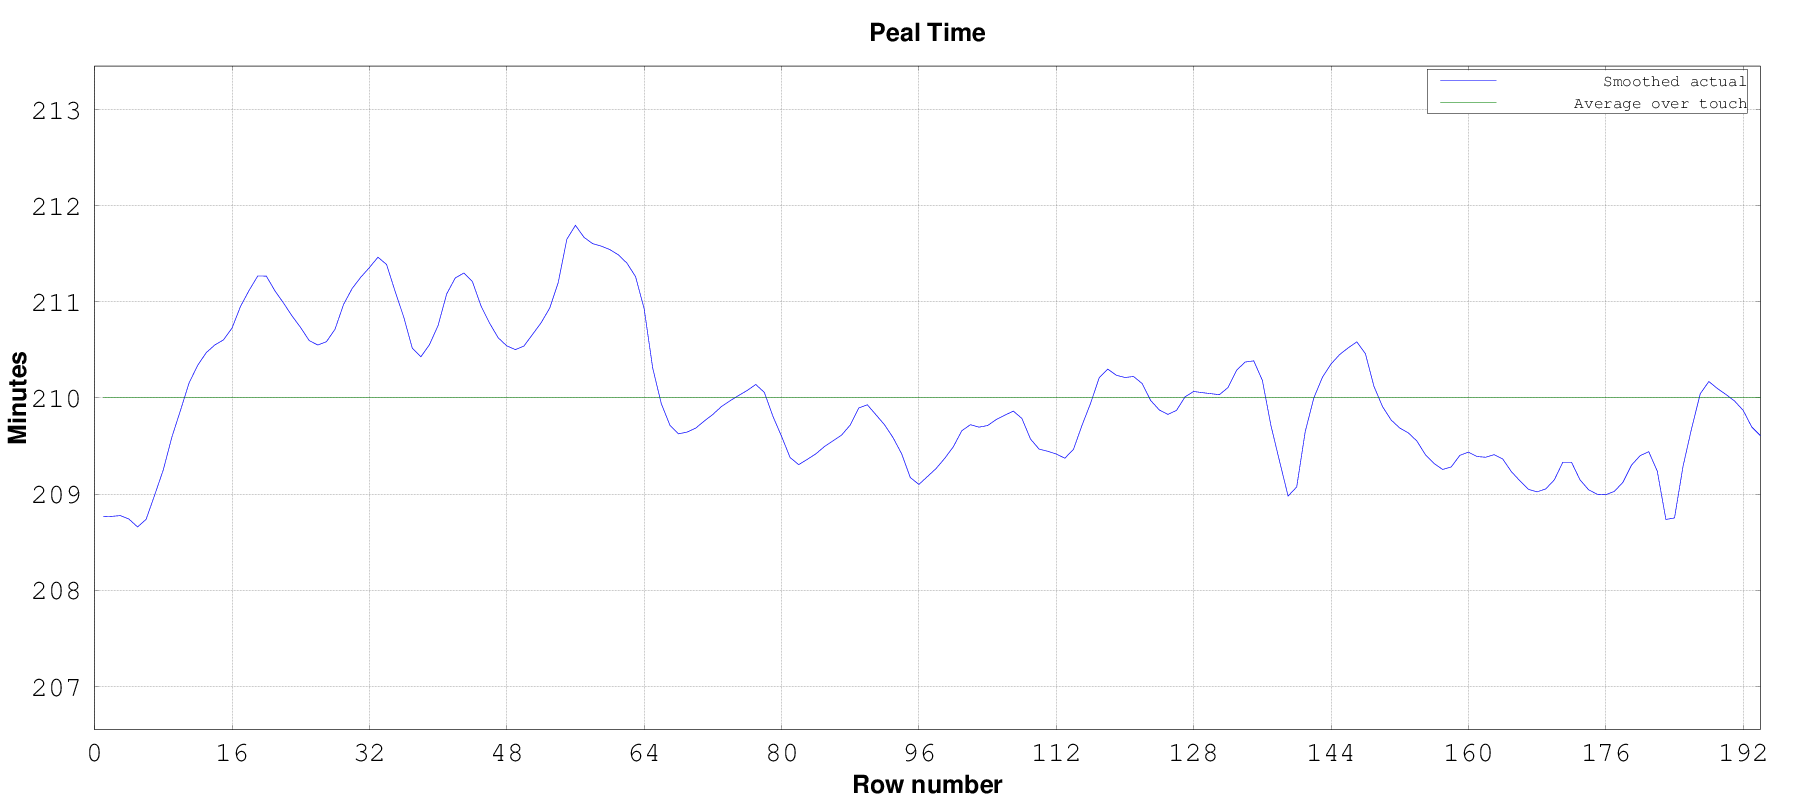 Peal Time
Smoothed actual
Average over touch
213
212
211
210
209
208
207
Minutes
0 16 32 48 64 80 96 112 128 144 160 176 192
Row number